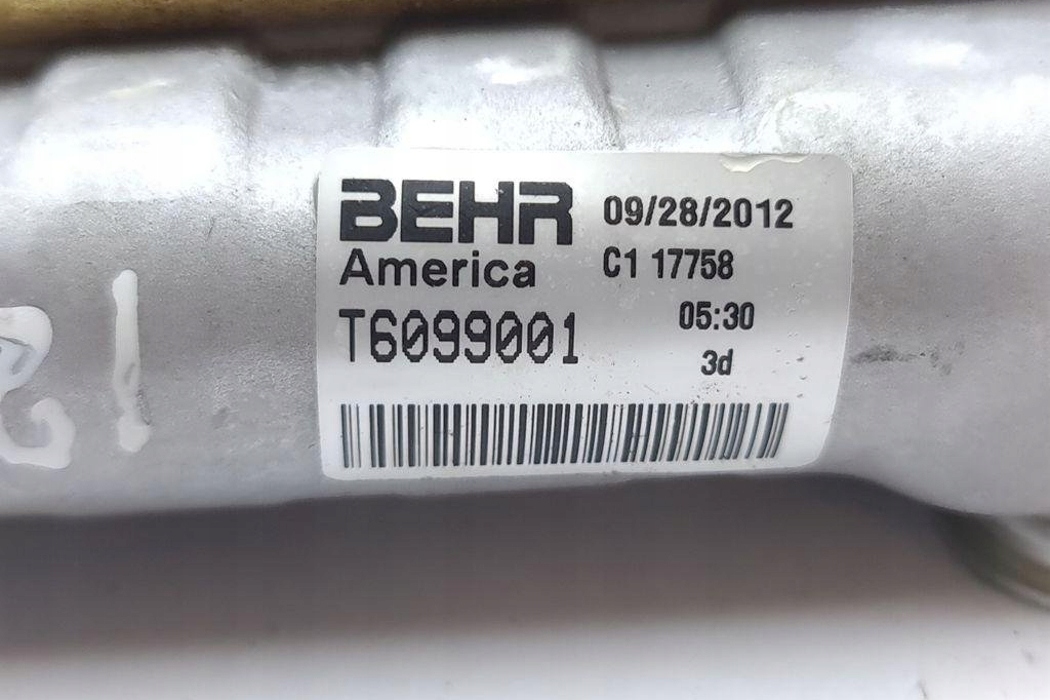 BEHR 09/28/2012
America C1 17758
T6099001 05:30
3d